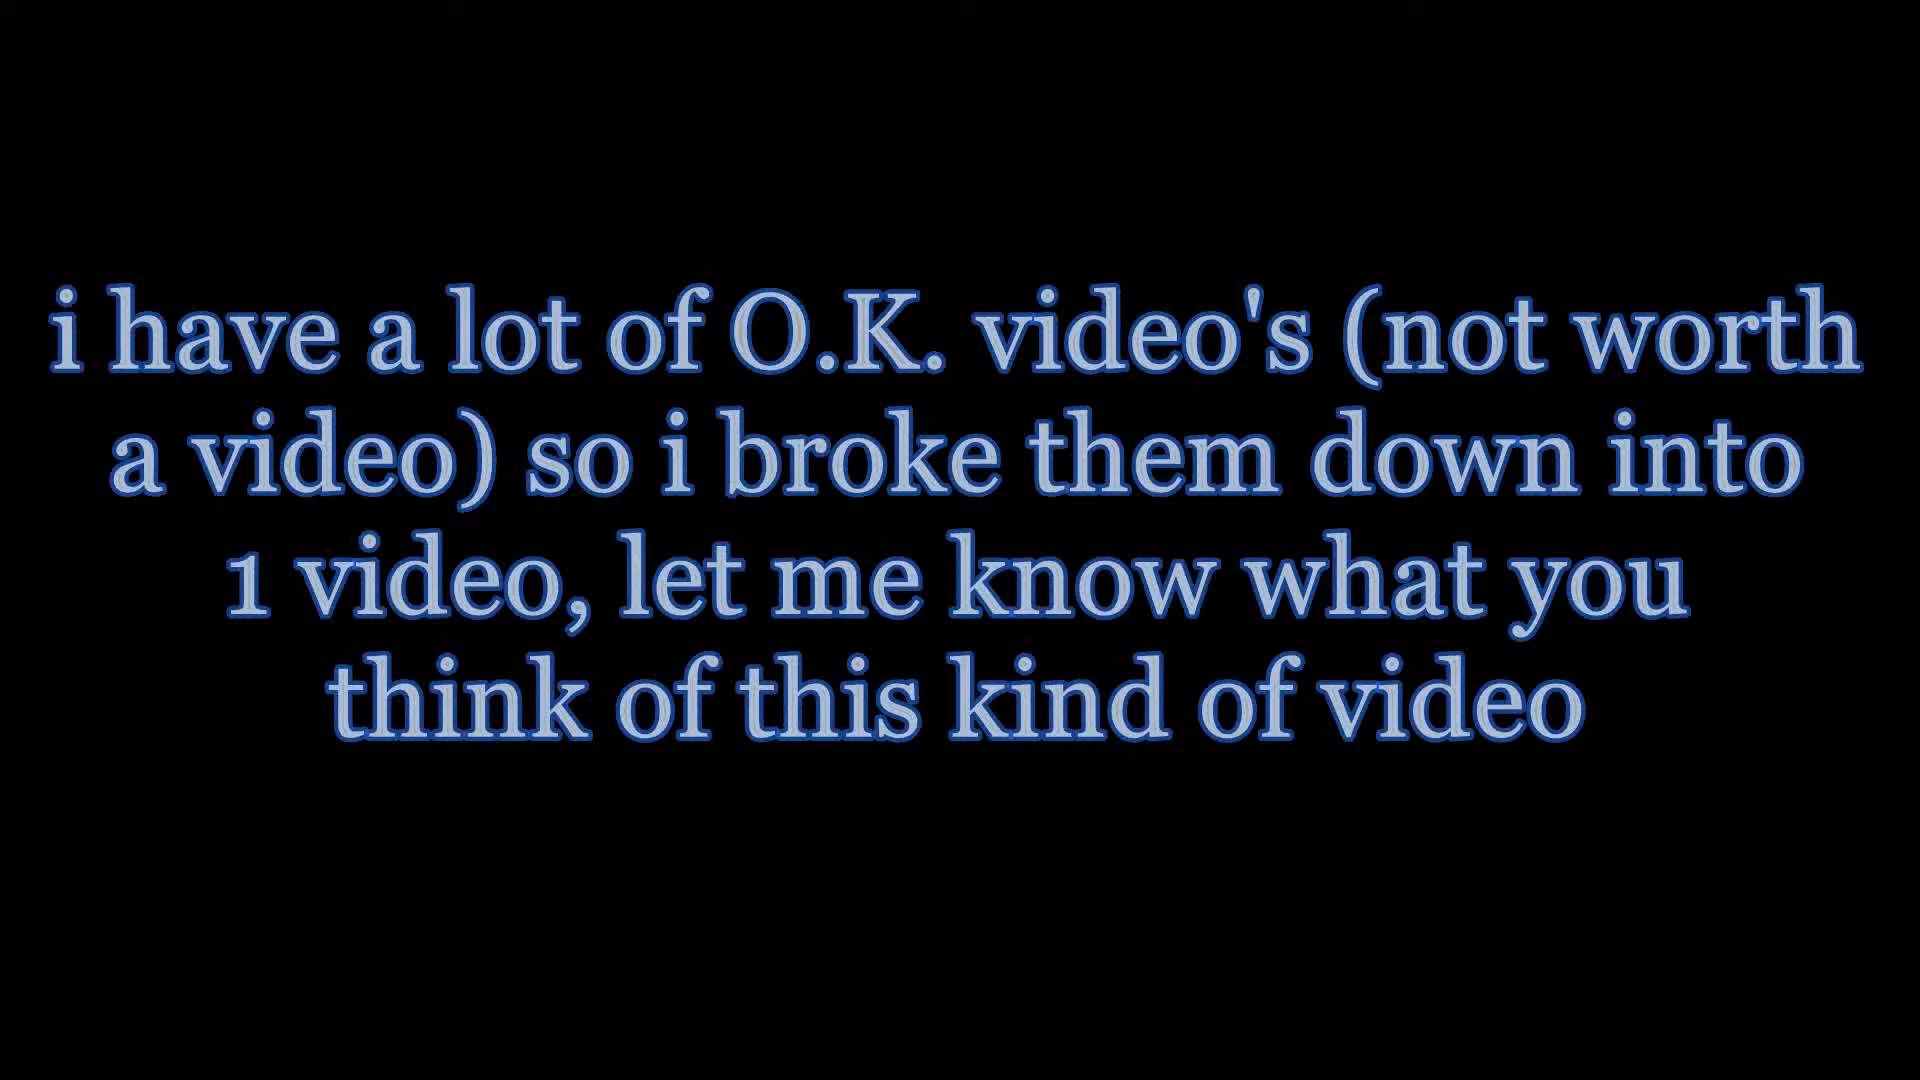 i have a lot of O.K. video's (not worth
a video) so i broke them down into
1 video, let me know what you
think of this kind of video